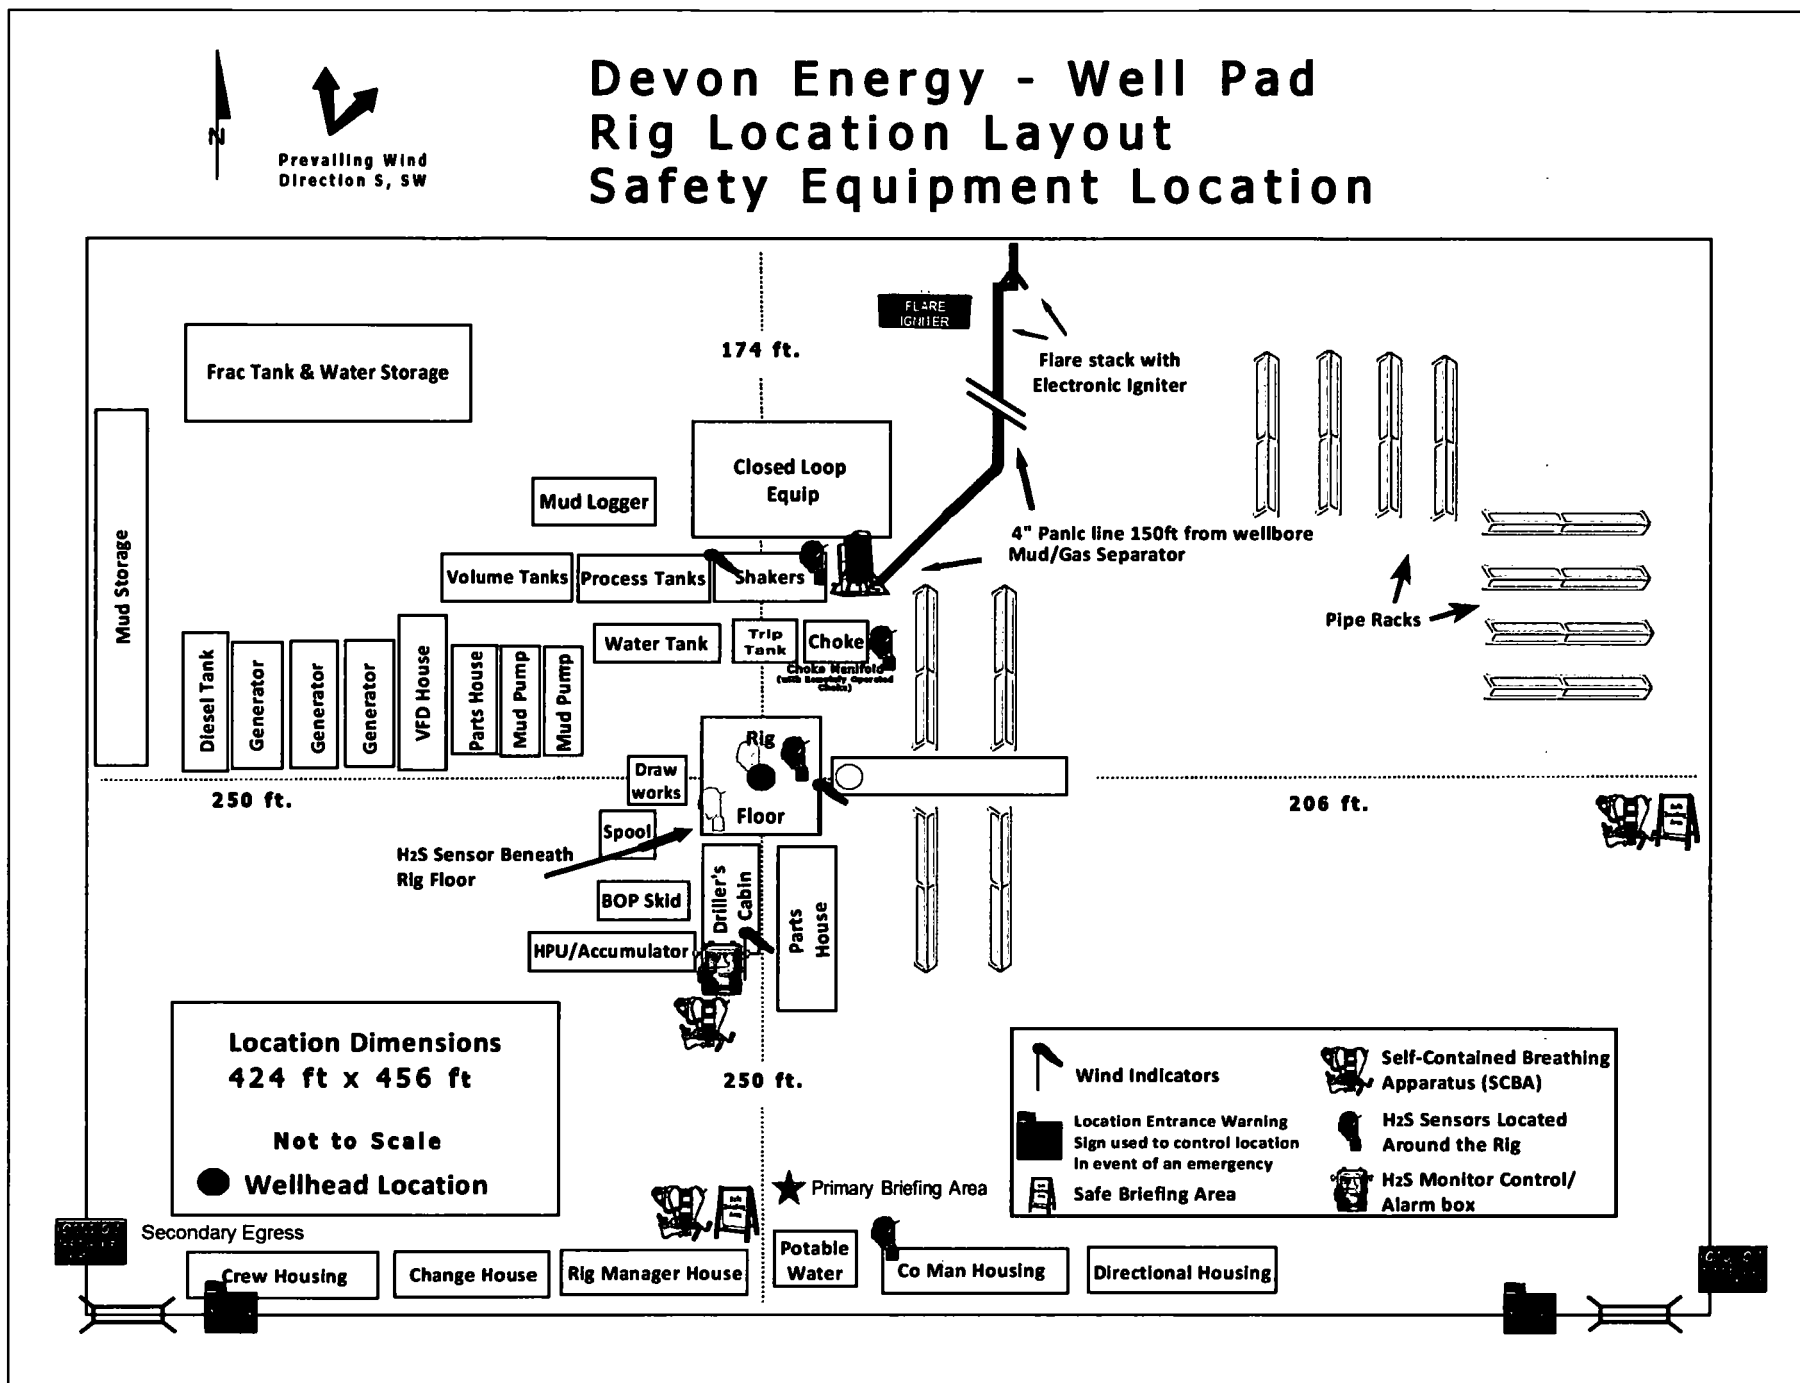 Devon Energy - Well Pad
Rig Location Layout
Safety Equipment Location
N
Prevailing Wind
Direction S, SW
174 ft.
FLARE
IGNITER
Flare stack with
Electronic Igniter
Frac Tank & Water Storage
Mud Storage
Closed Loop
Equip
Mud Logger
4" Panic line 150ft from wellbore
Mud/Gas Separator
Volume Tanks
Process Tanks
Shakers
Pipe Racks
Water Tank
Trip
Tank
Choke
Choke Manifold
(with Remotely Operated
Choke)
Diesel Tank
Generator
Generator
Generator
VFD House
Parts House
Mud Pump
Mud Pump
Rig
Floor
Draw
works
250 ft.
206 ft.
Spool
H2S Sensor Beneath
Rig Floor
BOP Skid
Driller's
Cabin
Parts
House
HPU/Accumulator
Location Dimensions
424 ft x 456 ft
Not to Scale
Wellhead Location
250 ft.
Wind Indicators
Location Entrance Warning
Sign used to control location
in event of an emergency
Safe Briefing Area
Self-Contained Breathing
Apparatus (SCBA)
H2S Sensors Located
Around the Rig
H2S Monitor Control/
Alarm box
Primary Briefing Area
Secondary Egress
Crew Housing
Change House
Rig Manager House
Potable
Water
Co Man Housing
Directional Housing